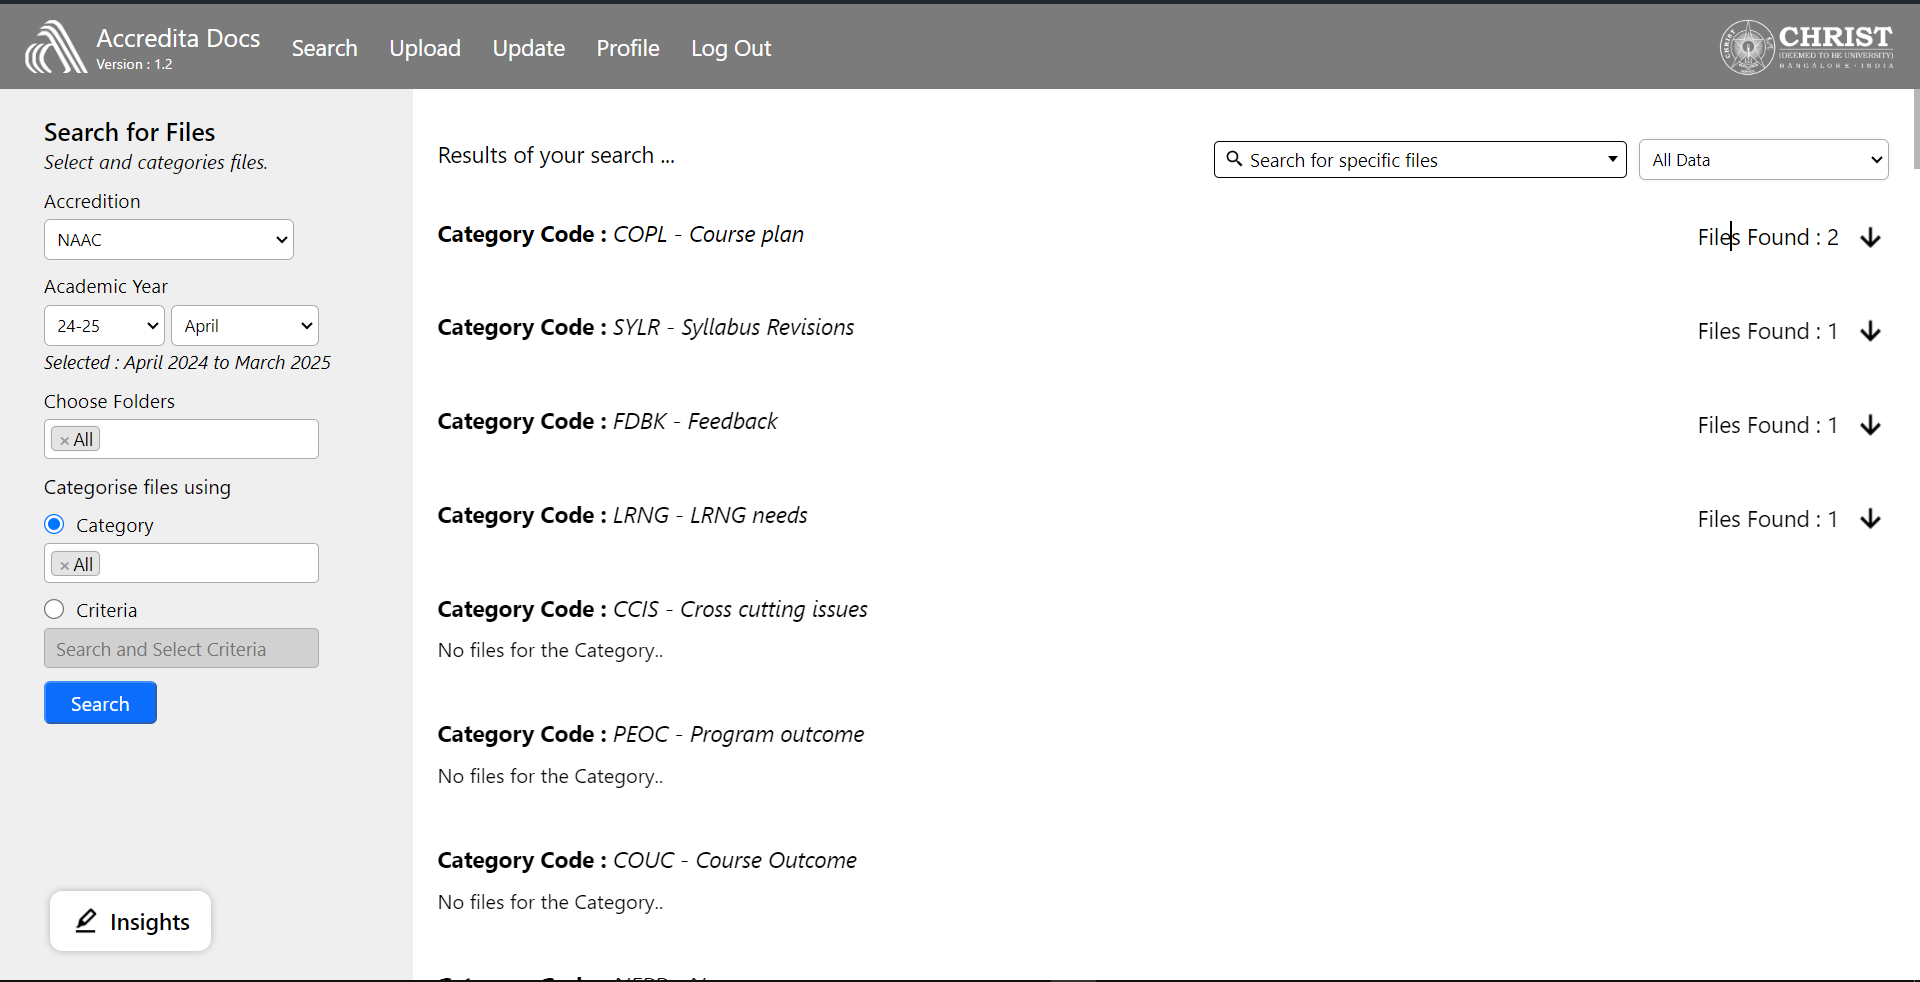 Accredita Docs
Version : 1.2
Search
Upload
Update
Profile
Log Out
CHRIST
(DEEMED TO BE UNIVERSITY)
BANGALORE · INDIA
Search for Files
Select and categories files.
Accredition
NAAC
Academic Year
24-25
April
Selected : April 2024 to March 2025
Choose Folders
× All
Categorise files using
Category
× All
Criteria
Search and Select Criteria
Search
Insights
Results of your search ...
Search for specific files
All Data
Category Code : COPL - Course plan
Files Found : 2
Category Code : SYLR - Syllabus Revisions
Files Found : 1
Category Code : FDBK - Feedback
Files Found : 1
Category Code : LRNG - LRNG needs
Files Found : 1
Category Code : CCIS - Cross cutting issues
No files for the Category..
Category Code : PEOC - Program outcome
No files for the Category..
Category Code : COUC - Course Outcome
No files for the Category..